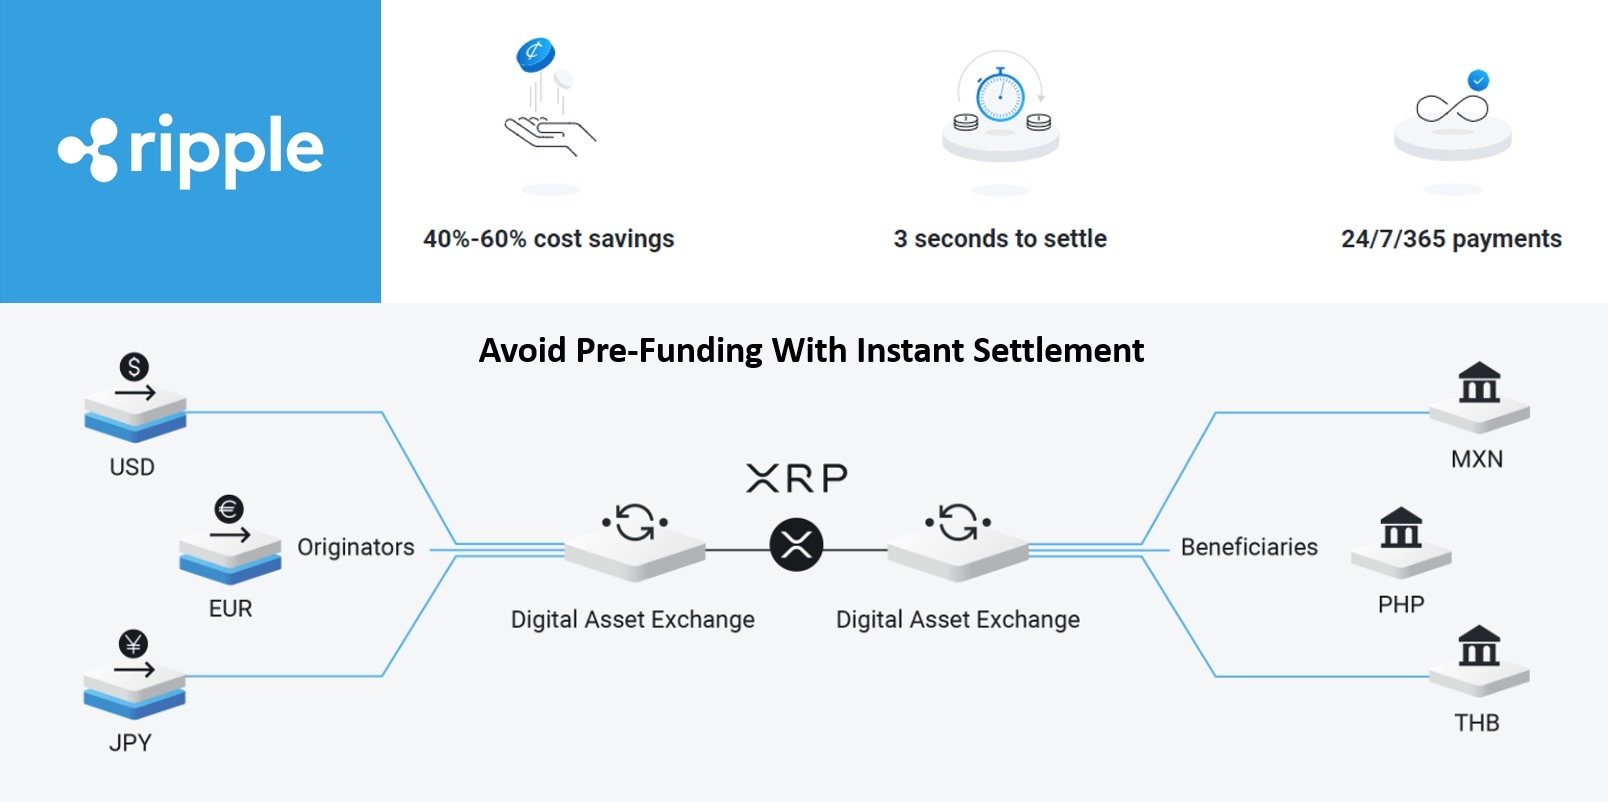 ripple
40%-60% cost savings
3 seconds to settle
24/7/365 payments
Avoid Pre-Funding With Instant Settlement
$
USD
€
Originators
EUR
¥
JPY
XRP
Digital Asset Exchange
Digital Asset Exchange
Beneficiaries
MXN
PHP
THB